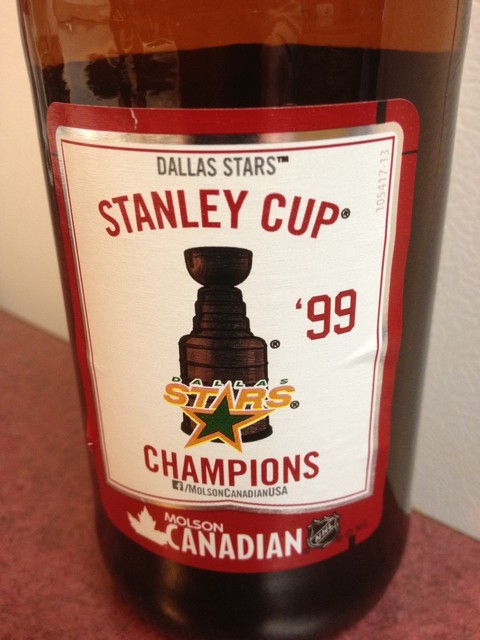 DALLAS STARS™
105417-13
STANLEY CUP®
'99
®
DALLAS
STARS®
CHAMPIONS
f/MOLSONCANADIANUSA
MOLSON
CANADIAN
NHL